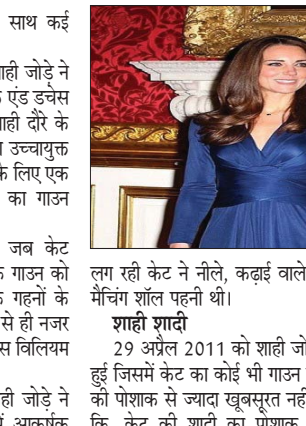 साथ कई
शाही जोड़े ने
एंड डचेस
शाही दौरे के
उच्चायुक्त
के लिए एक
का गाउन
जब केट
गाउन को
गहनों के
से ही नजर
विलियम
शाही जोड़े ने
आकर्षक
लग रही केट ने नीले, कढ़ाई वाले
मैचिंग शॉल पहनी थी।
शाही शादी
29 अप्रैल 2011 को शाही
हुई जिसमें केट का कोई भी गाउन
की पोशाक से ज्यादा खूबसूरत
कि केट की शादी का पोशाक